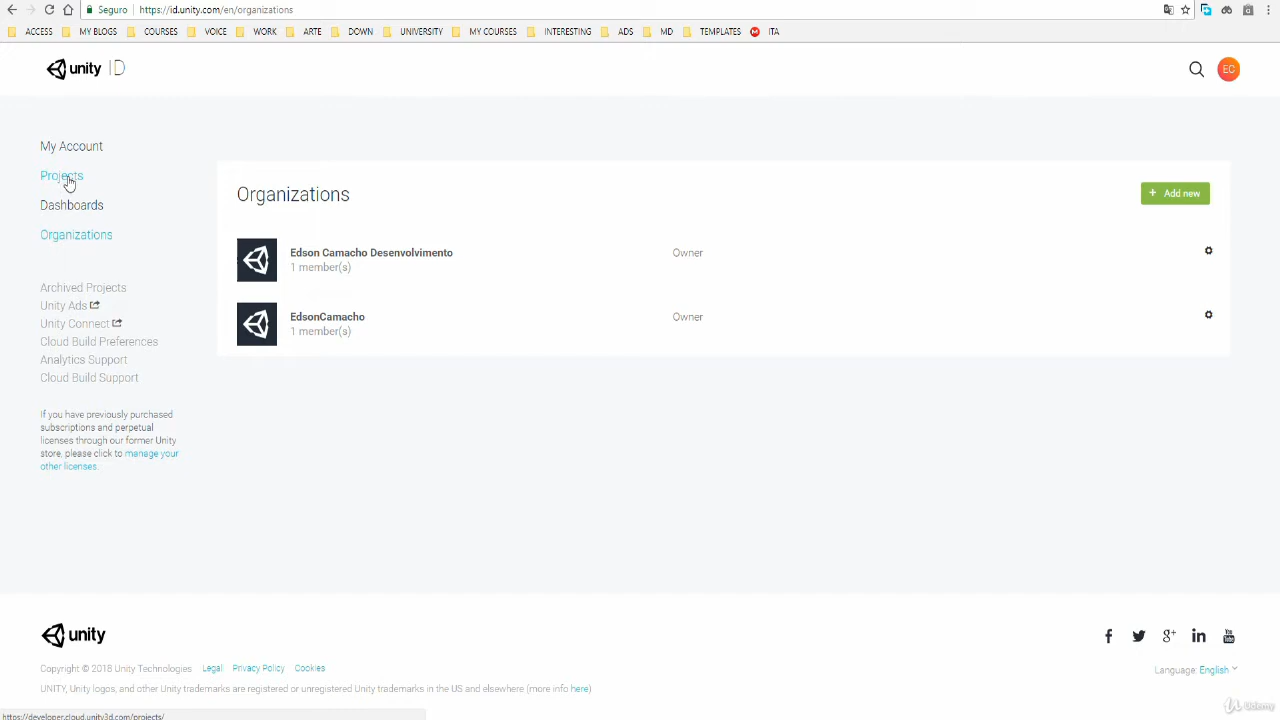 Seguro
https://id.unity.com/en/organizations
ACCESS MY BLOGS COURSES VOICE WORK ARTE DOWN UNIVERSITY MY COURSES INTERESTING ADS MD TEMPLATES M ITA
unity ID
EC
My Account
Projects
Dashboards
Organizations
Archived Projects
Unity Ads
Unity Connect
Cloud Build Preferences
Analytics Support
Cloud Build Support
If you have previously purchased
subscriptions and perpetual
licenses through our former Unity
store, please click to manage your
other licenses.
Organizations
+ Add new
Edson Camacho Desenvolvimento Owner
1 member(s)
EdsonCamacho Owner
1 member(s)
unity
f g+ in You Tube
Copyright © 2018 Unity Technologies Legal Privacy Policy Cookies
Language: English
UNITY, Unity logos, and other Unity trademarks are registered or unregistered Unity trademarks in the US and elsewhere (more info here)
https://developer.cloud.unity3d.com/projects/
Udemy